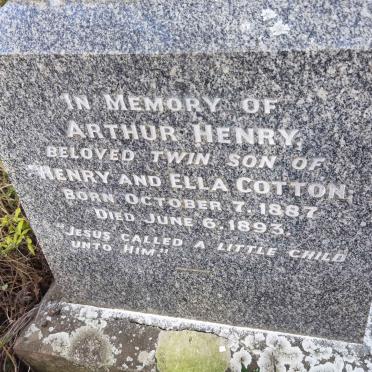 IN MEMORY OF
ARTHUR HENRY,
BELOVED TWIN SON OF
HENRY AND ELLA COTTON,
BORN OCTOBER 7, 1887
DIED JUNE 6, 1893.
"JESUS CALLED A LITTLE CHILD
UNTO HIM"